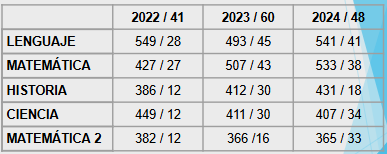 2022 / 41 2023 / 60 2024 / 48
LENGUAJE 549 / 28 493 / 45 541 / 41
MATEMÁTICA 427 / 27 507 / 43 533 / 38
HISTORIA 386 / 12 412 / 30 431 / 18
CIENCIA 449 / 12 411 / 30 407 / 34
MATEMÁTICA 2 382 / 12 366 /16 365 / 33